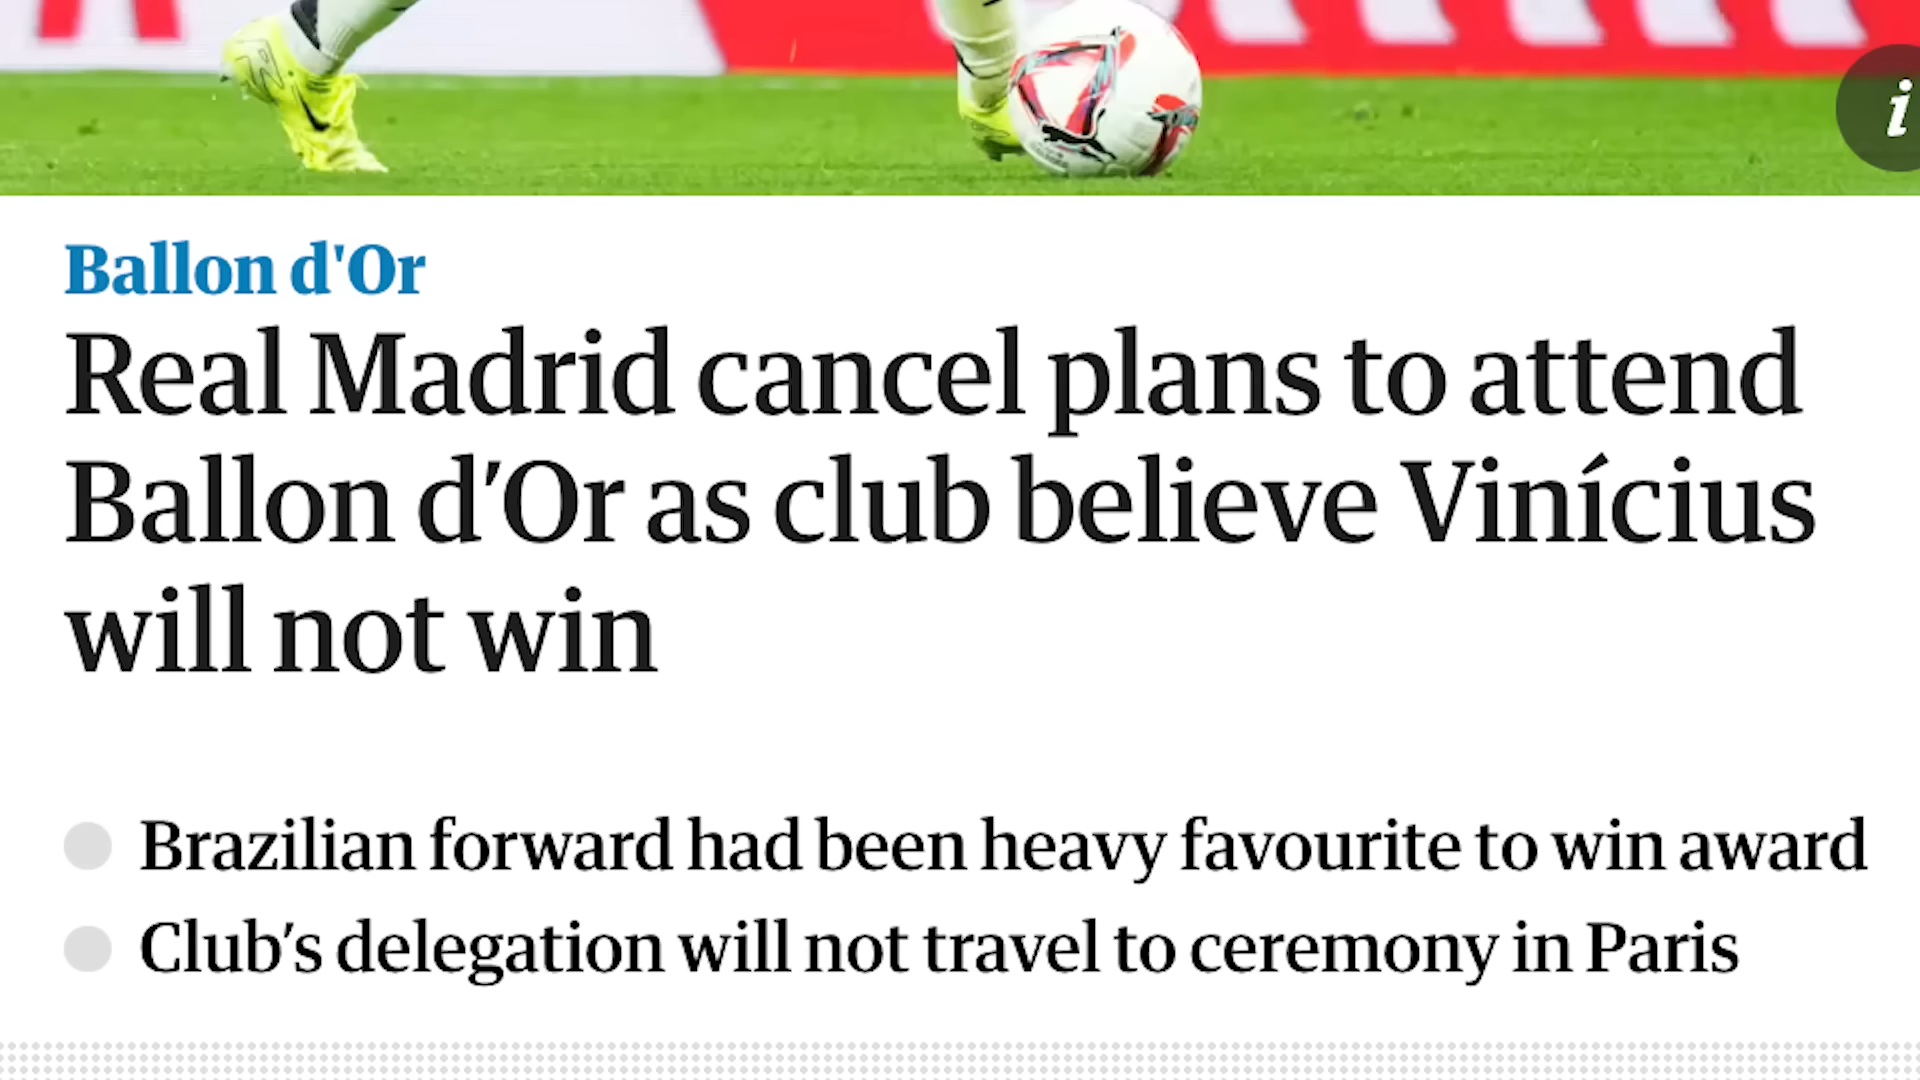 i
Ballon d'Or
Real Madrid cancel plans to attend
Ballon d’Or as club believe Vinícius
will not win
Brazilian forward had been heavy favourite to win award
Club’s delegation will not travel to ceremony in Paris